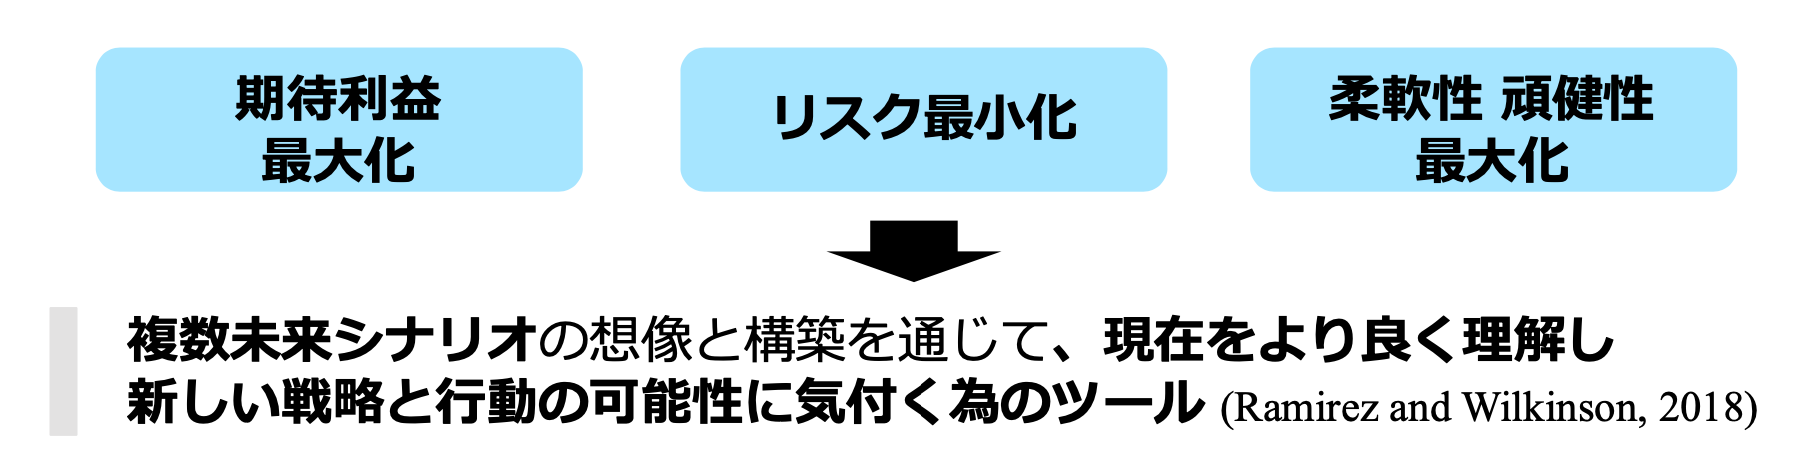 期待利益
最大化
リスク最小化
柔軟性 頑健性
最大化
複数未来シナリオの想像と構築を通じて、現在をより良く理解し
新しい戦略と行動の可能性に気付く為のツール (Ramirez and Wilkinson, 2018)